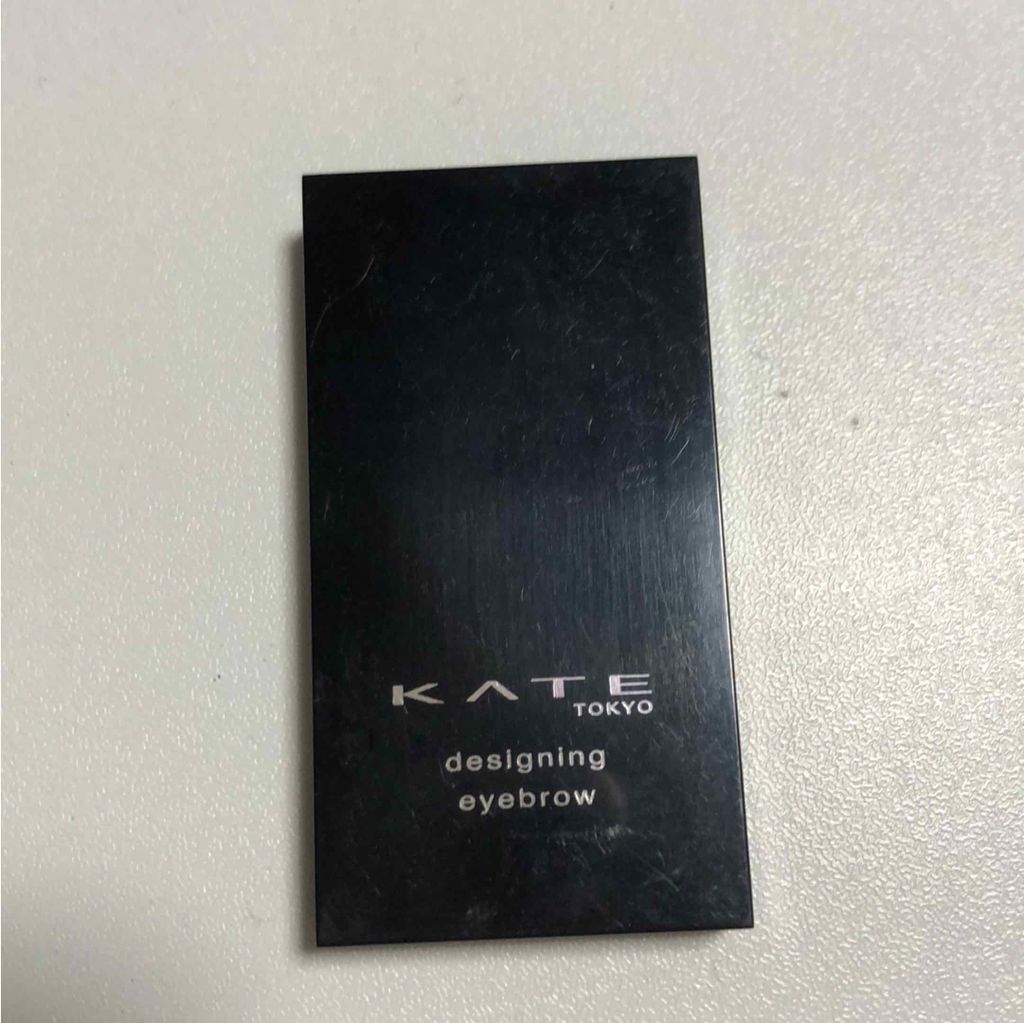 KATE
TOKYO
designing
eyebrow